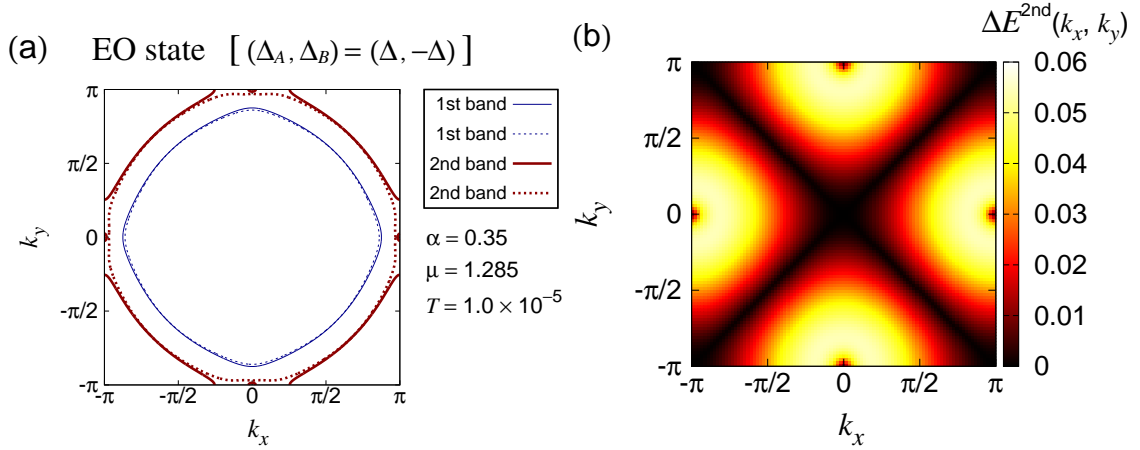 (a) EO state [ (Δ_A, Δ_B) = (Δ, −Δ) ]
π
π/2
0
-π/2
-π
k_y
-π -π/2 0 π/2 π
k_x
1st band
1st band
2nd band
2nd band
α = 0.35
μ = 1.285
T = 1.0 × 10⁻⁵
(b)
ΔE^2nd(k_x, k_y)
π
π/2
0
-π/2
-π
k_y
-π -π/2 0 π/2 π
k_x
0.06
0.05
0.04
0.03
0.02
0.01
0